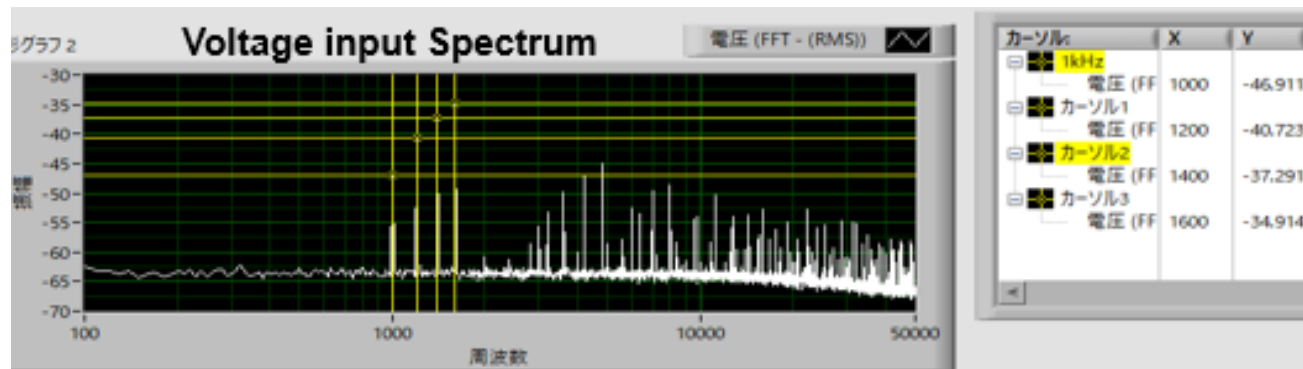 グラフ 2
Voltage input Spectrum
電圧 (FFT - (RMS))
-30
-35
-40
-45
-50
-55
-60
-65
-70
振幅
100
1000
10000
50000
周波数
カーソル:
X
Y
1kHz
電圧 (FF 1000 -46.911
カーソル1
電圧 (FF 1200 -40.723
カーソル2
電圧 (FF 1400 -37.291
カーソル3
電圧 (FF 1600 -34.914